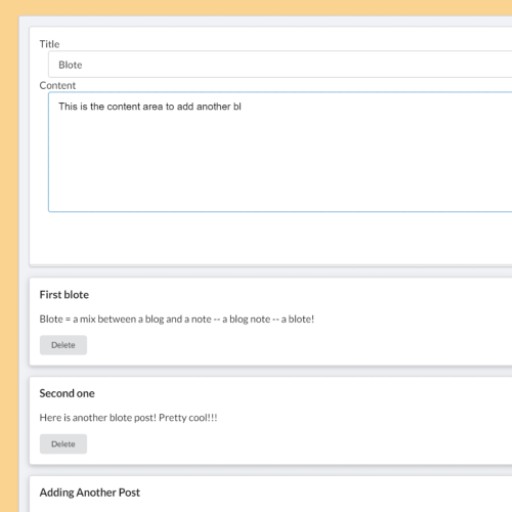 Title
Blote
Content
This is the content area to add another bl
First blote
Blote = a mix between a blog and a note -- a blog note -- a blote!
Delete
Second one
Here is another blote post! Pretty cool!!!
Delete
Adding Another Post